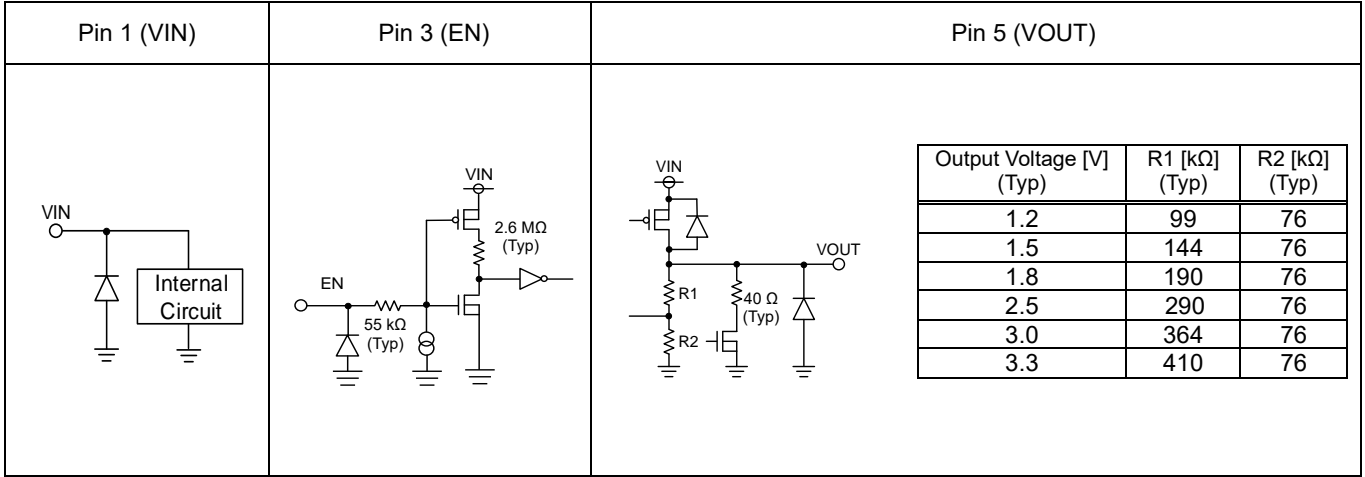 Pin 1 (VIN)
Pin 3 (EN)
Pin 5 (VOUT)
VIN
Internal
Circuit
VIN
2.6 MΩ
(Typ)
EN
55 kΩ
(Typ)
VIN
VOUT
R1
40 Ω
(Typ)
R2
Output Voltage [V] R1 [kΩ] R2 [kΩ]
(Typ) (Typ) (Typ)
1.2 99 76
1.5 144 76
1.8 190 76
2.5 290 76
3.0 364 76
3.3 410 76